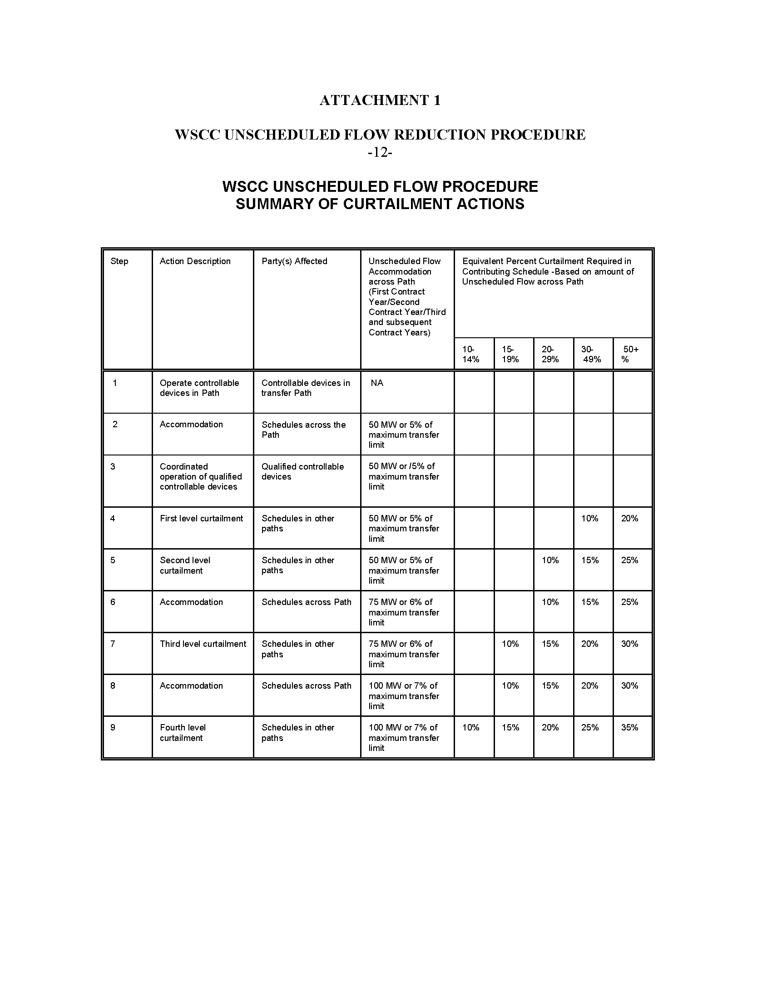 ATTACHMENT 1
WSCC UNSCHEDULED FLOW REDUCTION PROCEDURE
-12-
WSCC UNSCHEDULED FLOW PROCEDURE
SUMMARY OF CURTAILMENT ACTIONS
Step
Action Description
Party(s) Affected
Unscheduled Flow
Accommodation
across Path
(First Contract
Year/Second
Contract Year/Third
and subsequent
Contract Years)
Equivalent Percent Curtailment Required in
Contributing Schedule -Based on amount of
Unscheduled Flow across Path
10-
14%
15-
19%
20-
29%
30-
49%
50+
%
1
Operate controllable
devices in Path
Controllable devices in
transfer Path
NA
2
Accommodation
Schedules across the
Path
50 MW or 5% of
maximum transfer
limit
3
Coordinated
operation of qualified
controllable devices
Qualified controllable
devices
50 MW or /5% of
maximum transfer
limit
4
First level curtailment
Schedules in other
paths
50 MW or 5% of
maximum transfer
limit
10%
20%
5
Second level
curtailment
Schedules in other
paths
50 MW or 5% of
maximum transfer
limit
10%
15%
25%
6
Accommodation
Schedules across Path
75 MW or 6% of
maximum transfer
limit
10%
15%
25%
7
Third level curtailment
Schedules in other
paths
75 MW or 6% of
maximum transfer
limit
10%
15%
20%
30%
8
Accommodation
Schedules across Path
100 MW or 7% of
maximum transfer
limit
10%
15%
20%
30%
9
Fourth level
curtailment
Schedules in other
paths
100 MW or 7% of
maximum transfer
limit
10%
15%
20%
25%
35%